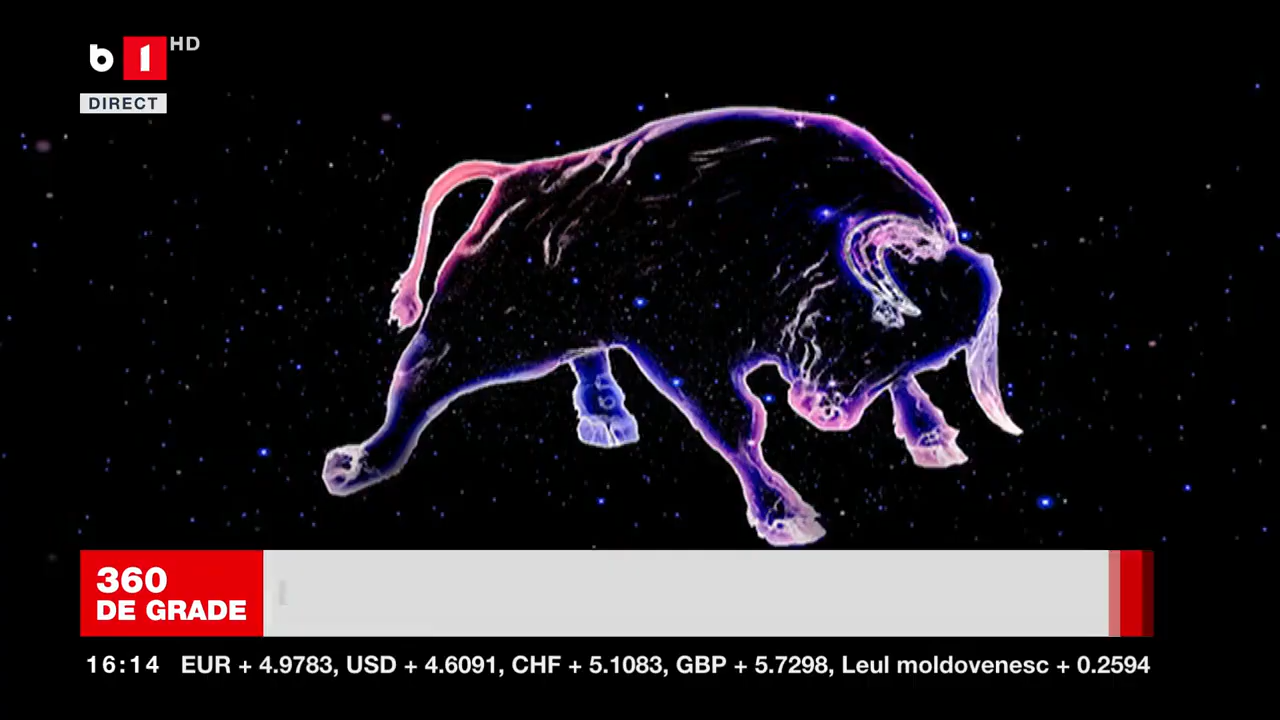 b 1 HD
DIRECT
360
DE GRADE
16:14 EUR + 4.9783, USD + 4.6091, CHF + 5.1083, GBP + 5.7298, Leul moldovenesc + 0.2594